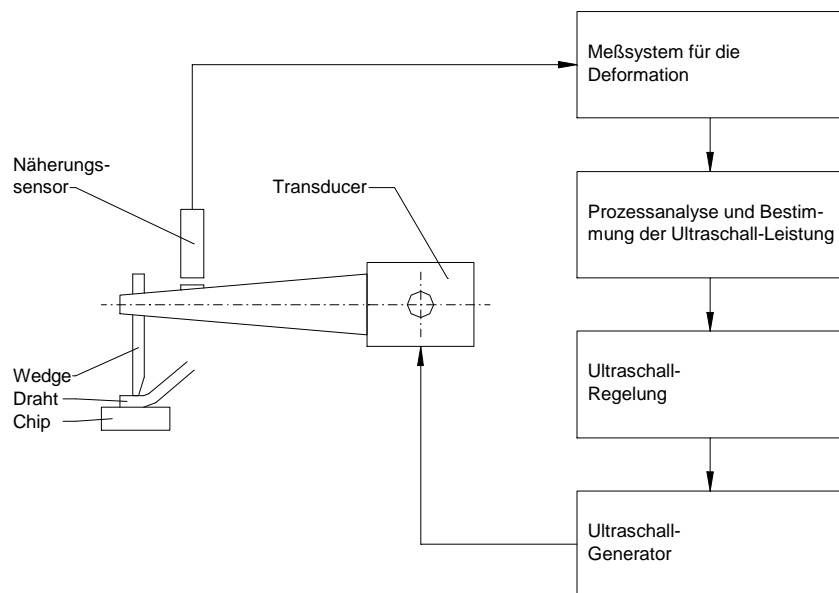 Meßsystem für die
Deformation
Näherungs-
sensor
Transducer
Prozessanalyse und Bestim-
mung der Ultraschall-Leistung
Wedge
Draht
Chip
Ultraschall-
Regelung
Ultraschall-
Generator